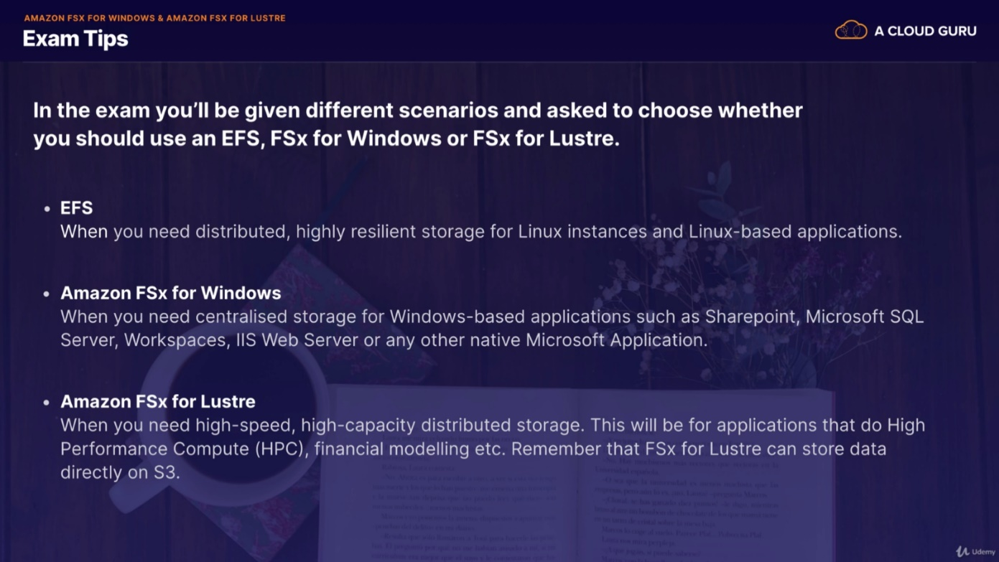 AMAZON FSX FOR WINDOWS & AMAZON FSX FOR LUSTRE
Exam Tips
A CLOUD GURU
In the exam you’ll be given different scenarios and asked to choose whether
you should use an EFS, FSx for Windows or FSx for Lustre.
• EFS
When you need distributed, highly resilient storage for Linux instances and Linux-based applications.
• Amazon FSx for Windows
When you need centralised storage for Windows-based applications such as Sharepoint, Microsoft SQL
Server, Workspaces, IIS Web Server or any other native Microsoft Application.
• Amazon FSx for Lustre
When you need high-speed, high-capacity distributed storage. This will be for applications that do High
Performance Compute (HPC), financial modelling etc. Remember that FSx for Lustre can store data
directly on S3.
Udemy